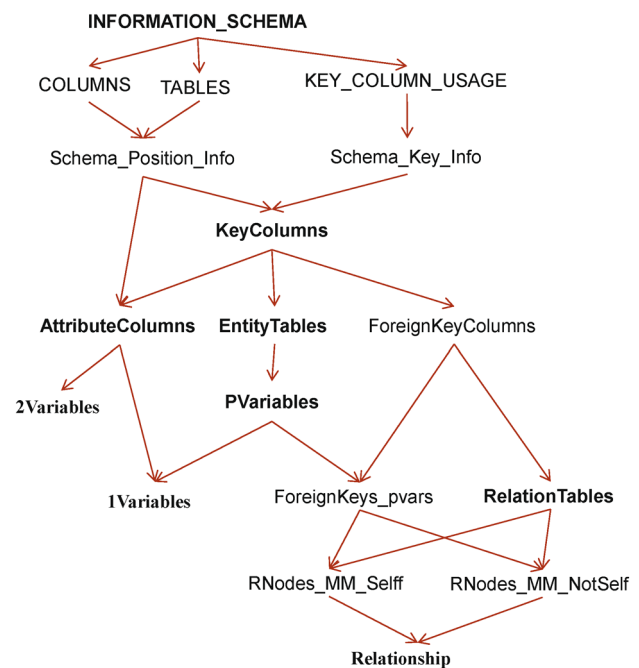 INFORMATION_SCHEMA
COLUMNS
TABLES
KEY_COLUMN_USAGE
Schema_Position_Info
Schema_Key_Info
KeyColumns
AttributeColumns
EntityTables
ForeignKeyColumns
2Variables
PVariables
1Variables
ForeignKeys_pvars
RelationTables
RNodes_MM_Selff
RNodes_MM_NotSelf
Relationship